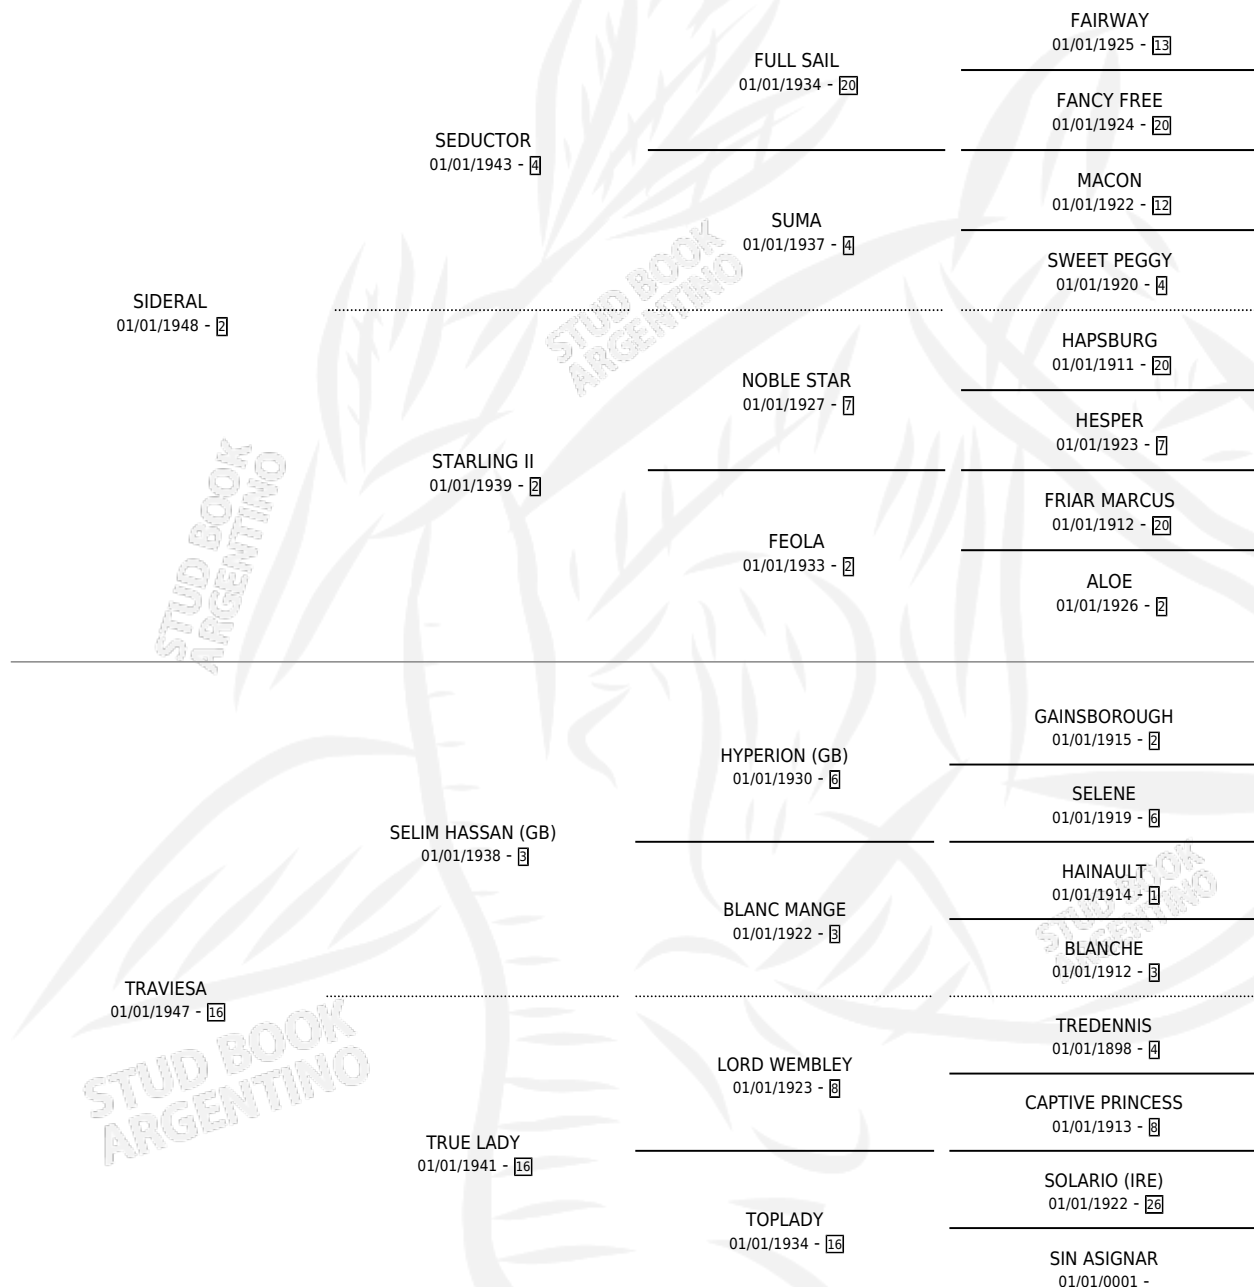 FAIRWAY
01/01/1925 - 13
FULL SAIL
01/01/1934 - 20
FANCY FREE
01/01/1924 - 20
SEDUCTOR
01/01/1943 - 4
MACON
01/01/1922 - 12
SUMA
01/01/1937 - 4
SWEET PEGGY
01/01/1920 - 4
SIDERAL
01/01/1948 - 2
HAPSBURG
01/01/1911 - 20
NOBLE STAR
01/01/1927 - 7
HESPER
01/01/1923 - 7
STARLING II
01/01/1939 - 2
FRIAR MARCUS
01/01/1912 - 20
FEOLA
01/01/1933 - 2
ALOE
01/01/1926 - 2
STUD BOOK
ARGENTINO
STUD BOOK
ARGENTINO
GAINSBOROUGH
01/01/1915 - 2
HYPERION (GB)
01/01/1930 - 6
SELENE
01/01/1919 - 6
SELIM HASSAN (GB)
01/01/1938 - 3
HAINAULT
01/01/1914 - 1
BLANC MANGE
01/01/1922 - 3
BLANCHE
01/01/1912 - 3
STUD BOOK
ARGENTINO
TRAVIESA
01/01/1947 - 16
TREDENNIS
01/01/1898 - 4
LORD WEMBLEY
01/01/1923 - 8
CAPTIVE PRINCESS
01/01/1913 - 8
STUD BOOK
ARGENTINO
TRUE LADY
01/01/1941 - 16
SOLARIO (IRE)
01/01/1922 - 26
TOPLADY
01/01/1934 - 16
SIN ASIGNAR
01/01/0001 -